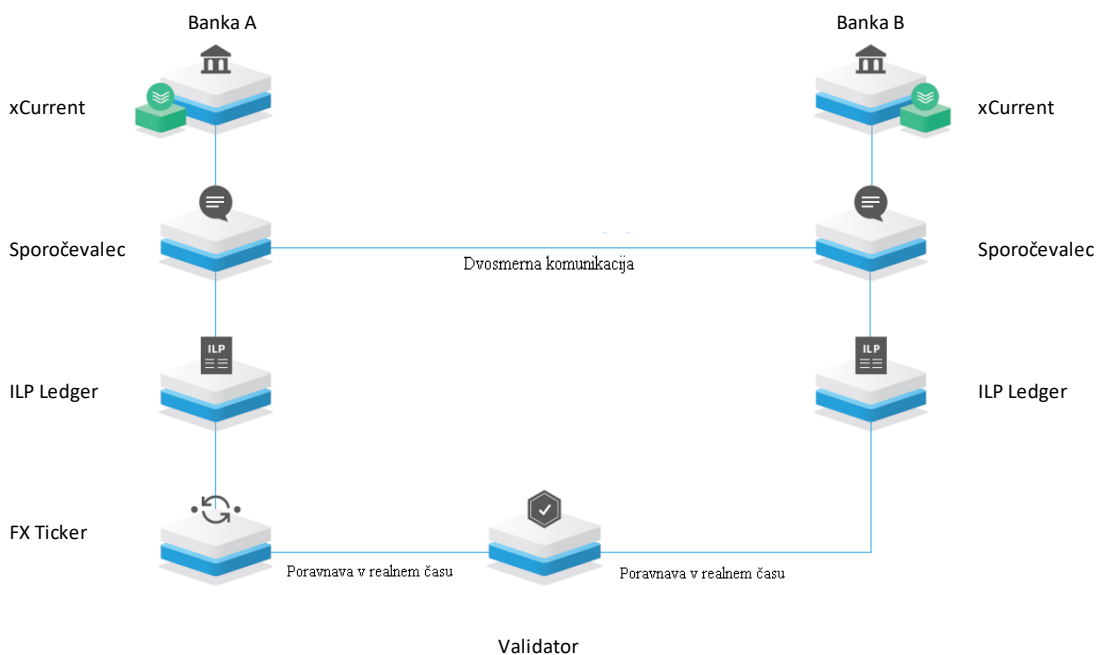 Banka A
Banka B
xCurrent
xCurrent
Sporočevalec
Sporočevalec
Dvosmerna komunikacija
ILP
ILP
ILP Ledger
ILP Ledger
FX Ticker
Poravnava v realnem času
Poravnava v realnem času
Validator